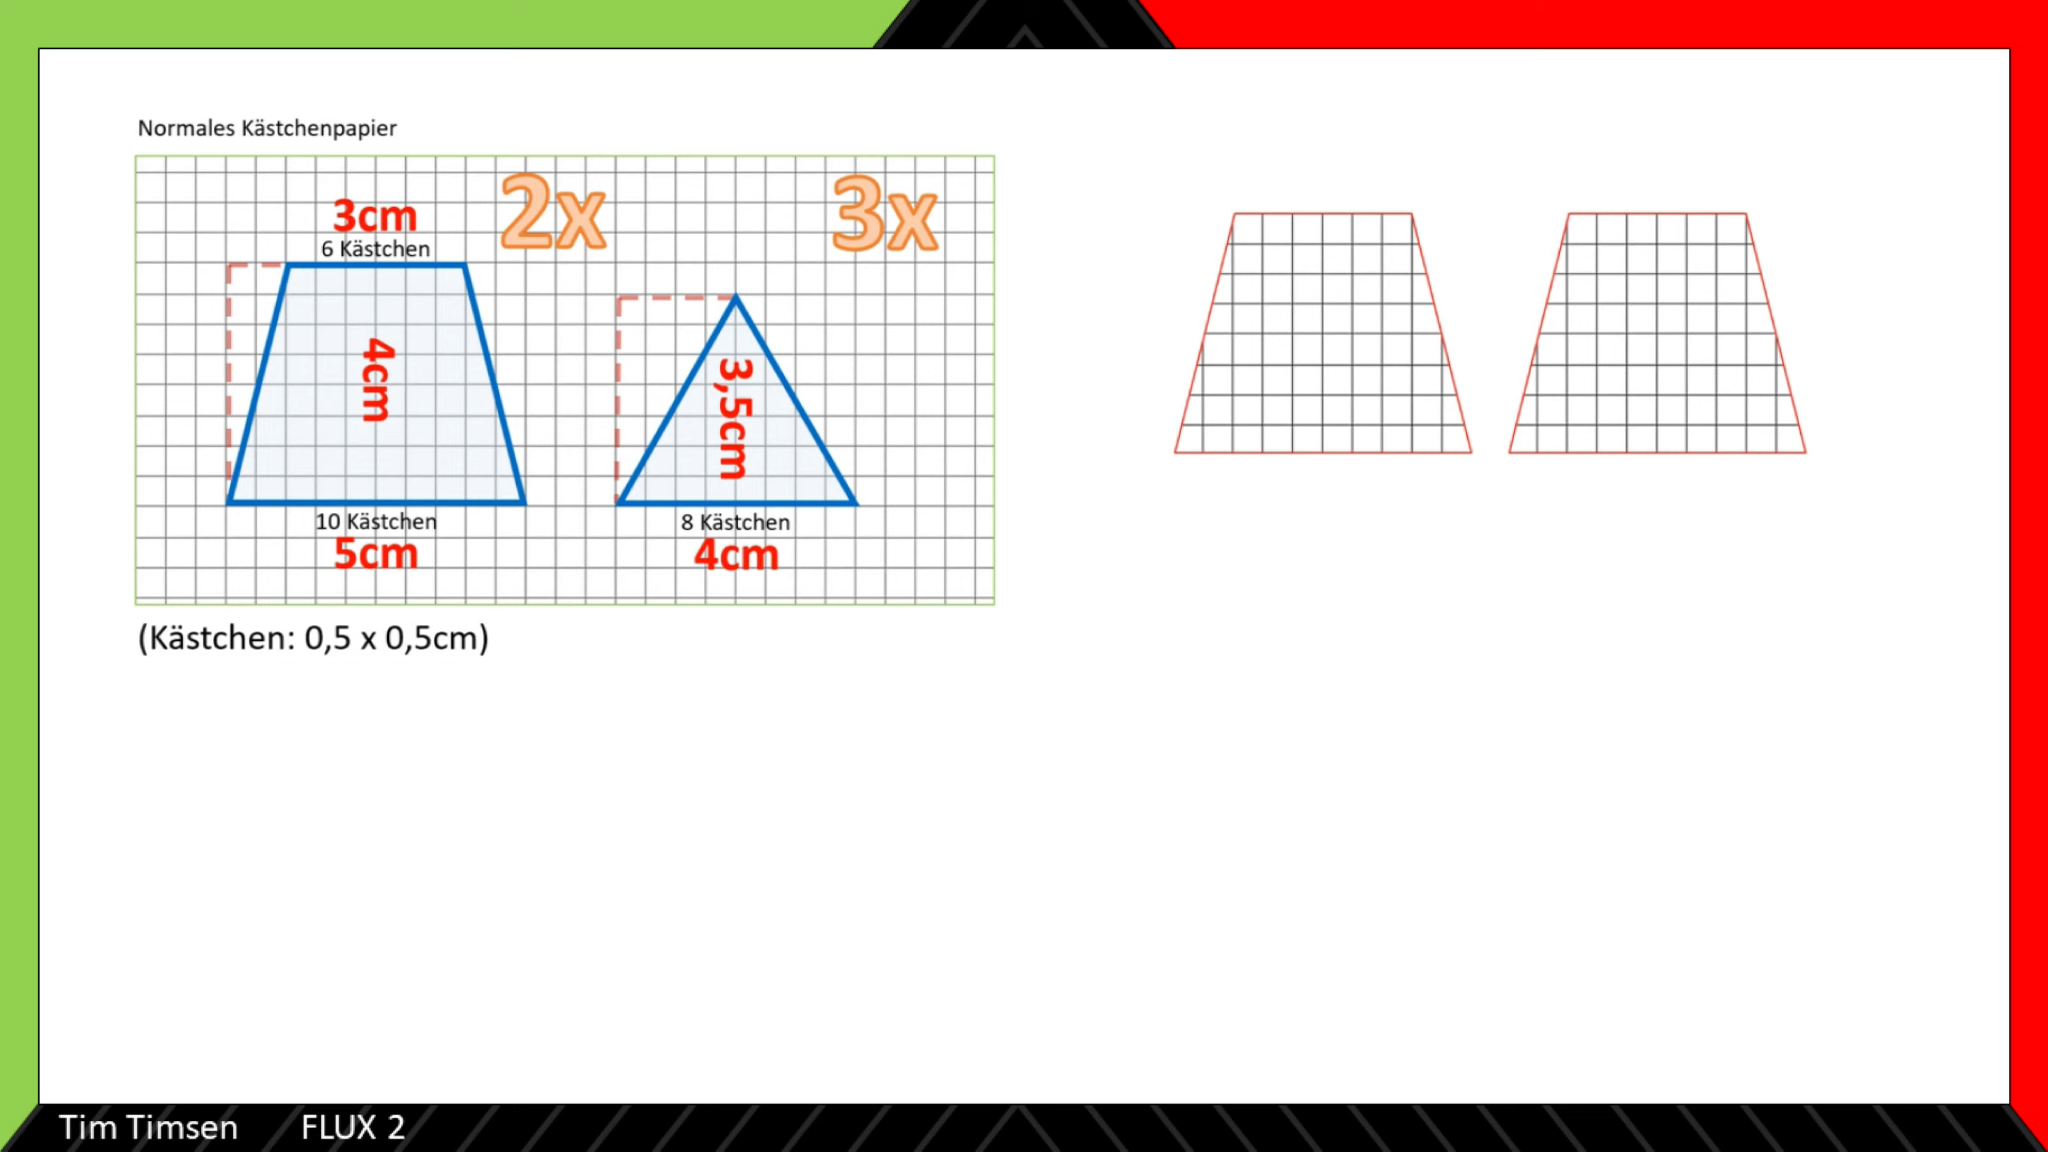 Normales Kästchenpapier
3cm
6 Kästchen
2x
3x
4cm
3,5cm
10 Kästchen
5cm
8 Kästchen
4cm
(Kästchen: 0,5 x 0,5cm)
Tim Timsen FLUX 2